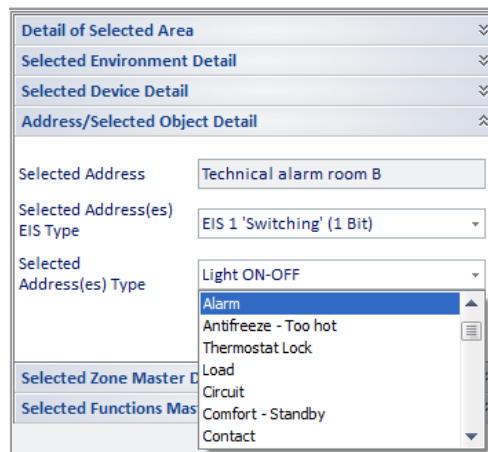 Detail of Selected Area
Selected Environment Detail
Selected Device Detail
Address/Selected Object Detail
Selected Address
Technical alarm room B
Selected Address(es)
EIS Type
EIS 1 'Switching' (1 Bit)
Selected
Address(es) Type
Light ON-OFF
Alarm
Antifreeze - Too hot
Thermostat Lock
Load
Circuit
Comfort - Standby
Contact
Selected Zone Master D
Selected Functions Mas